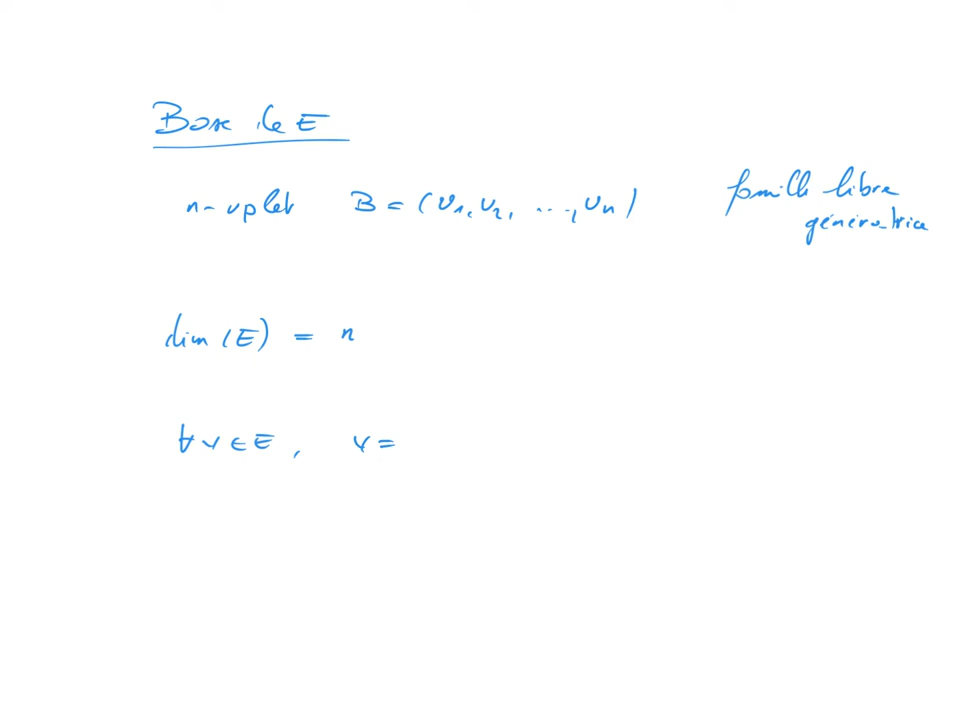 Base de E
n-uplet B = (v1, v2, ..., vn) famille libre
génératrice
dim (E) = n
∀ x ∈ E, x =